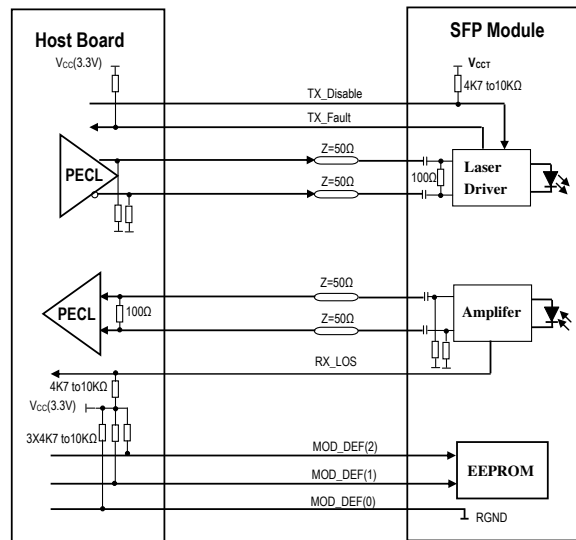 Host Board
SFP Module
VCC(3.3V)
VCCT
4K7 to10KΩ
TX_Disable
TX_Fault
PECL
Z=50Ω
Z=50Ω
100Ω
Laser
Driver
PECL
100Ω
Z=50Ω
Z=50Ω
Amplifer
RX_LOS
4K7 to10KΩ
VCC(3.3V)
3X4K7 to10KΩ
MOD_DEF(2)
MOD_DEF(1)
MOD_DEF(0)
EEPROM
RGND